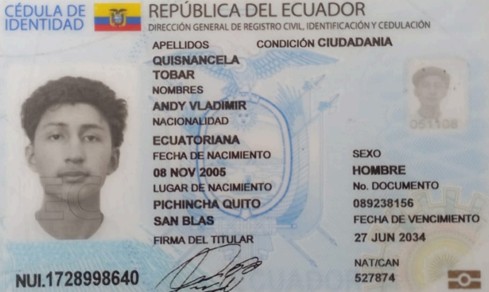 CÉDULA DE
IDENTIDAD
REPÚBLICA DEL ECUADOR
DIRECCIÓN GENERAL DE REGISTRO CIVIL, IDENTIFICACIÓN Y CEDULACIÓN
APELLIDOS
CONDICIÓN CIUDADANIA
QUISNANCELA
TOBAR
NOMBRES
ANDY VLADIMIR
NACIONALIDAD
ECUATORIANA
FECHA DE NACIMIENTO
08 NOV 2005
LUGAR DE NACIMIENTO
PICHINCHA QUITO
SAN BLAS
FIRMA DEL TITULAR
SEXO
HOMBRE
No. DOCUMENTO
089238156
FECHA DE VENCIMIENTO
27 JUN 2034
NAT/CAN
527874
NUI.1728998640